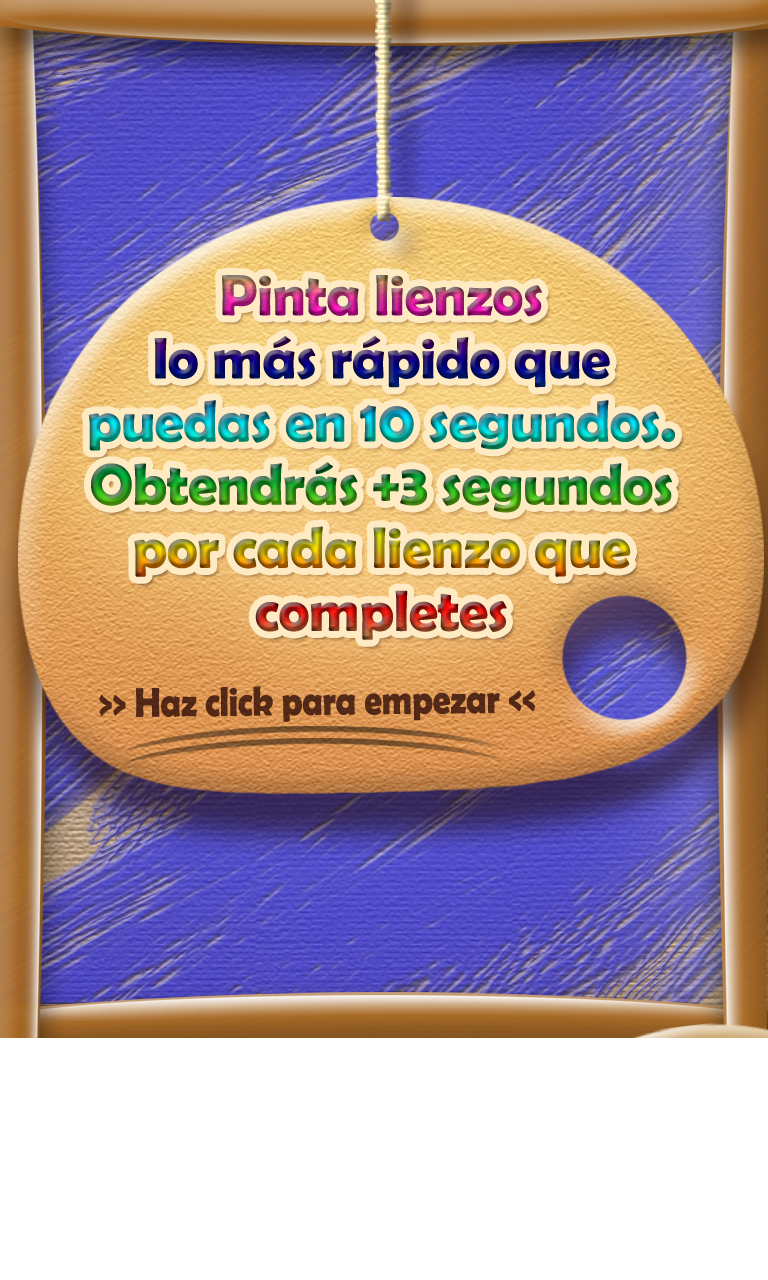 Pinta lienzos
lo más rápido que
puedas en 10 segundos.
Obtendrás +3 segundos
por cada lienzo que
completes
>> Haz click para empezar <<